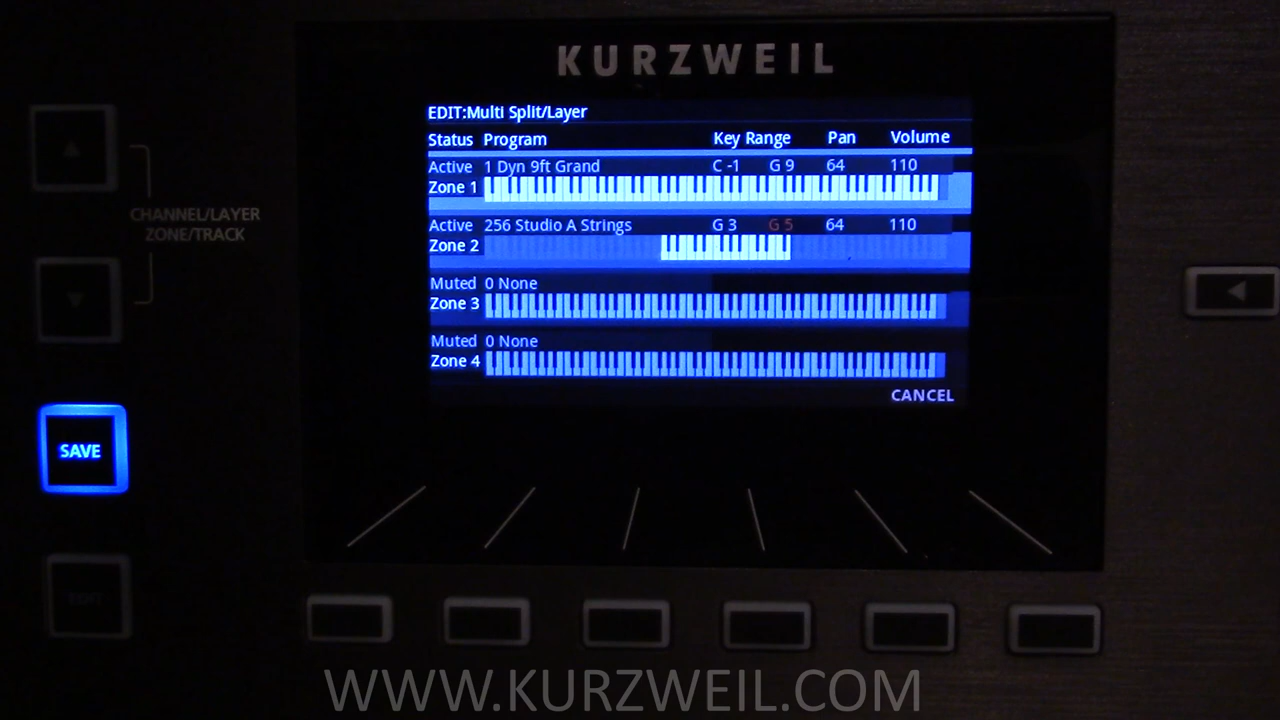 KURZWEIL
EDIT:Multi Split/Layer
Status Program Key Range Pan Volume
Active 1 Dyn 9ft Grand C -1 G 9 64 110
Zone 1
Active 256 Studio A Strings G 3 G 5 64 110
Zone 2
Muted 0 None
Zone 3
Muted 0 None
Zone 4
CANCEL
CHANNEL/LAYER
ZONE/TRACK
SAVE
WWW.KURZWEIL.COM